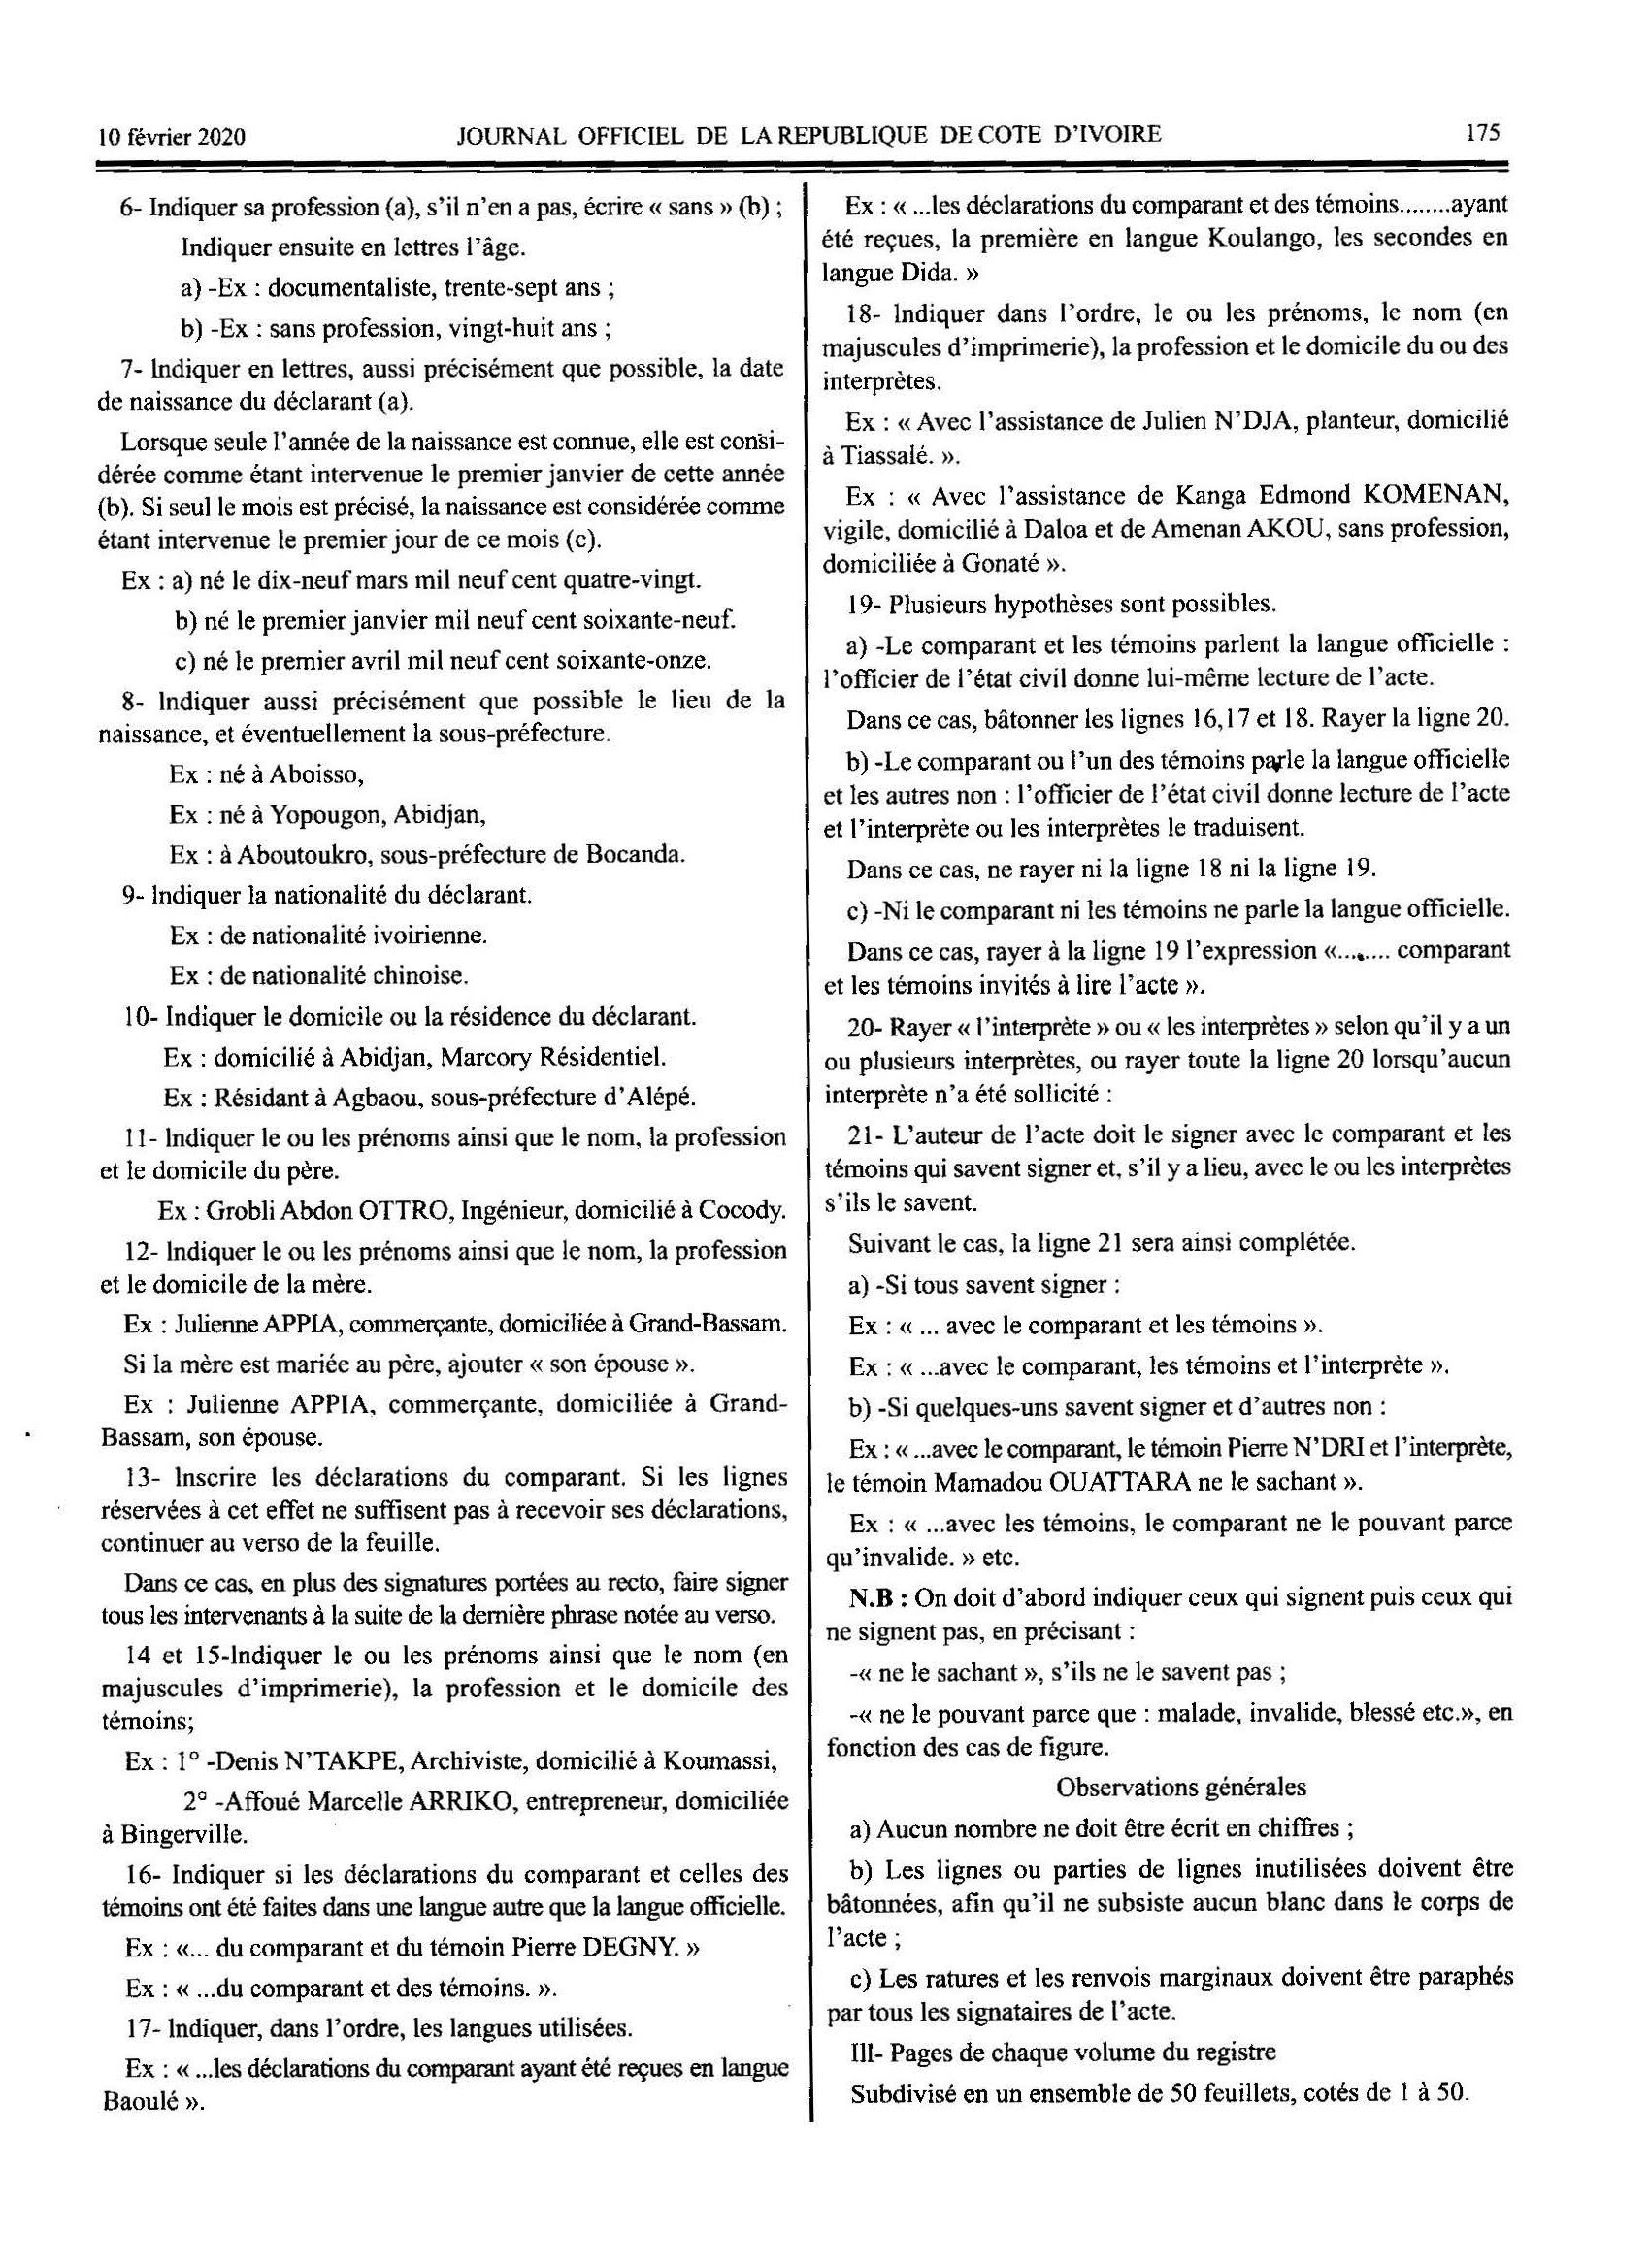 10 février 2020 JOURNAL OFFICIEL DE LA REPUBLIQUE DE COTE D'IVOIRE 175
6- Indiquer sa profession (a), s'il n'en a pas, écrire « sans » (b) ;
Indiquer ensuite en lettres l'âge.
a) -Ex : documentaliste, trente-sept ans ;
b) -Ex : sans profession, vingt-huit ans ;
7- Indiquer en lettres, aussi précisément que possible, la date
de naissance du déclarant (a).
Lorsque seule l'année de la naissance est connue, elle est consi-
dérée comme étant intervenue le premier janvier de cette année
(b). Si seul le mois est précisé, la naissance est considérée comme
étant intervenue le premier jour de ce mois (c).
Ex : a) né le dix-neuf mars mil neuf cent quatre-vingt.
b) né le premier janvier mil neuf cent soixante-neuf.
c) né le premier avril mil neuf cent soixante-onze.
8- Indiquer aussi précisément que possible le lieu de la
naissance, et éventuellement la sous-préfecture.
Ex : né à Aboisso,
Ex : né à Yopougon, Abidjan,
Ex : à Aboutoukro, sous-préfecture de Bocanda.
9- Indiquer la nationalité du déclarant.
Ex : de nationalité ivoirienne.
Ex : de nationalité chinoise.
10- Indiquer le domicile ou la résidence du déclarant.
Ex : domicilié à Abidjan, Marcory Résidentiel.
Ex : Résidant à Agbaou, sous-préfecture d'Alépé.
11- Indiquer le ou les prénoms ainsi que le nom, la profession
et le domicile du père.
Ex : Grobli Abdon OTTRO, Ingénieur, domicilié à Cocody.
12- Indiquer le ou les prénoms ainsi que le nom, la profession
et le domicile de la mère.
Ex : Julienne APPIA, commerçante, domiciliée à Grand-Bassam.
Si la mère est mariée au père, ajouter « son épouse ».
Ex : Julienne APPIA, commerçante, domiciliée à Grand-
Bassam, son épouse.
13- Inscrire les déclarations du comparant. Si les lignes
réservées à cet effet ne suffisent pas à recevoir ses déclarations,
continuer au verso de la feuille.
Dans ce cas, en plus des signatures portées au recto, faire signer
tous les intervenants à la suite de la dernière phrase notée au verso.
14 et 15-Indiquer le ou les prénoms ainsi que le nom (en
majuscules d'imprimerie), la profession et le domicile des
témoins;
Ex : 1° -Denis N'TAKPE, Archiviste, domicilié à Koumassi,
2° -Affoué Marcelle ARRIKO, entrepreneur, domiciliée
à Bingerville.
16- Indiquer si les déclarations du comparant et celles des
témoins ont été faites dans une langue autre que la langue officielle.
Ex : «... du comparant et du témoin Pierre DEGNY. »
Ex : « ...du comparant et des témoins. ».
17- Indiquer, dans l'ordre, les langues utilisées.
Ex : « ...les déclarations du comparant ayant été reçues en langue
Baoulé ».
Ex : « ...les déclarations du comparant et des témoins........ayant
été reçues, la première en langue Koulango, les secondes en
langue Dida. »
18- Indiquer dans l'ordre, le ou les prénoms, le nom (en
majuscules d'imprimerie), la profession et le domicile du ou des
interprètes.
Ex : « Avec l'assistance de Julien N'DJA, planteur, domicilié
à Tiassalé. ».
Ex : « Avec l'assistance de Kanga Edmond KOMENAN,
vigile, domicilié à Daloa et de Amenan AKOU, sans profession,
domiciliée à Gonaté ».
19- Plusieurs hypothèses sont possibles.
a) -Le comparant et les témoins parlent la langue officielle :
l'officier de l'état civil donne lui-même lecture de l'acte.
Dans ce cas, bâtonner les lignes 16,17 et 18. Rayer la ligne 20.
b) -Le comparant ou l'un des témoins parle la langue officielle
et les autres non : l'officier de l'état civil donne lecture de l'acte
et l'interprète ou les interprètes le traduisent.
Dans ce cas, ne rayer ni la ligne 18 ni la ligne 19.
c) -Ni le comparant ni les témoins ne parle la langue officielle.
Dans ce cas, rayer à la ligne 19 l'expression «........ comparant
et les témoins invités à lire l'acte ».
20- Rayer « l'interprète » ou « les interprètes » selon qu'il y a un
ou plusieurs interprètes, ou rayer toute la ligne 20 lorsqu'aucun
interprète n'a été sollicité :
21- L'auteur de l'acte doit le signer avec le comparant et les
témoins qui savent signer et, s'il y a lieu, avec le ou les interprètes
s'ils le savent.
Suivant le cas, la ligne 21 sera ainsi complétée.
a) -Si tous savent signer :
Ex : « ... avec le comparant et les témoins ».
Ex : « ...avec le comparant, les témoins et l'interprète ».
b) -Si quelques-uns savent signer et d'autres non :
Ex : « ...avec le comparant, le témoin Pierre N'DRI et l'interprète,
le témoin Mamadou OUATTARA ne le sachant ».
Ex : « ...avec les témoins, le comparant ne le pouvant parce
qu'invalide. » etc.
N.B : On doit d'abord indiquer ceux qui signent puis ceux qui
ne signent pas, en précisant :
-« ne le sachant », s'ils ne le savent pas ;
-« ne le pouvant parce que : malade, invalide, blessé etc.», en
fonction des cas de figure.
Observations générales
a) Aucun nombre ne doit être écrit en chiffres ;
b) Les lignes ou parties de lignes inutilisées doivent être
bâtonnées, afin qu'il ne subsiste aucun blanc dans le corps de
l'acte ;
c) Les ratures et les renvois marginaux doivent être paraphés
par tous les signataires de l'acte.
III- Pages de chaque volume du registre
Subdivisé en un ensemble de 50 feuillets, cotés de 1 à 50.